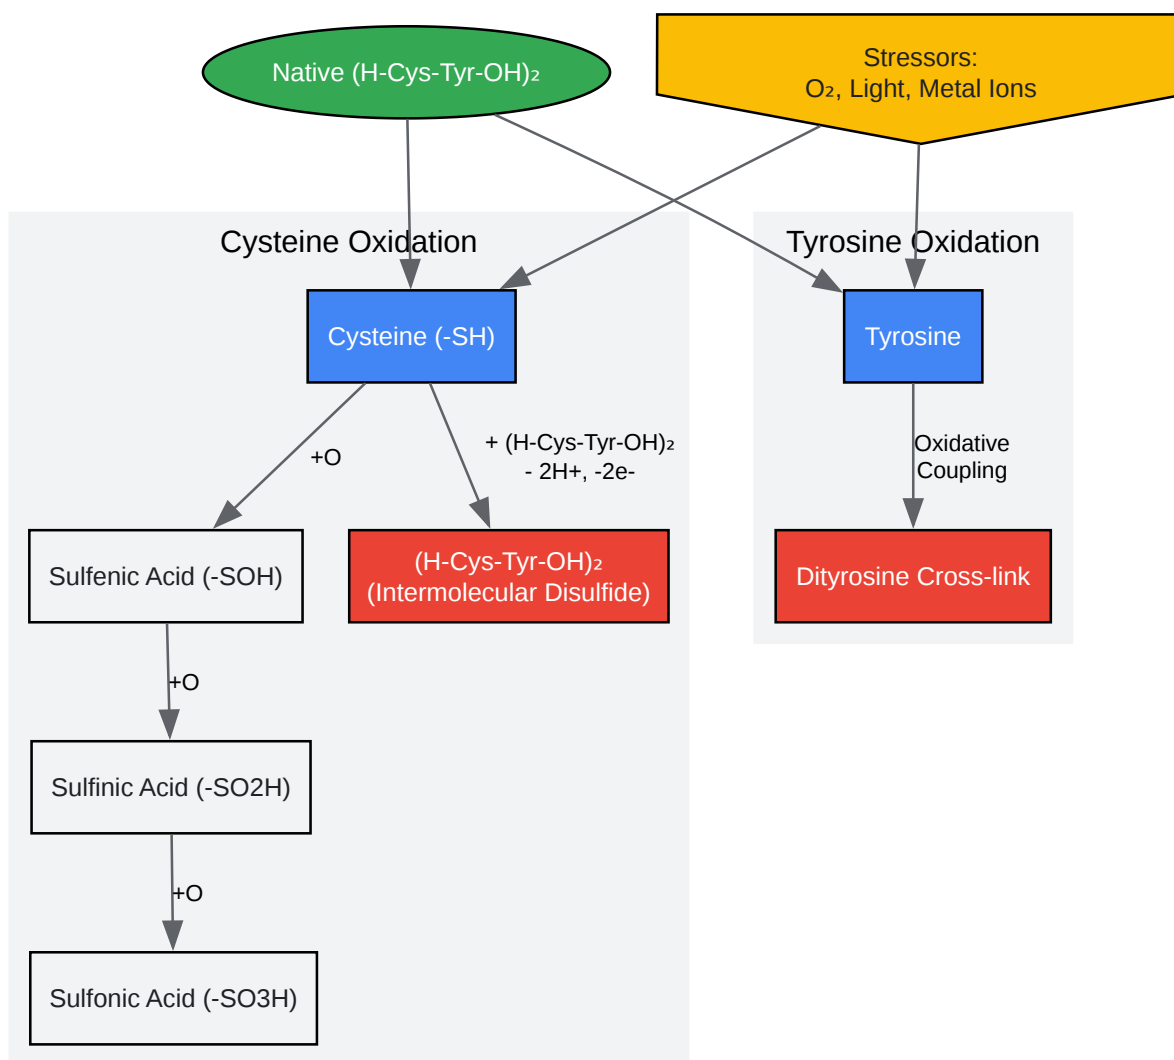 Native (H-Cys-Tyr-OH)₂
Stressors:
O₂, Light, Metal Ions
Cysteine Oxidation
Tyrosine Oxidation
Cysteine (-SH)
Tyrosine
+O
+ (H-Cys-Tyr-OH)₂
- 2H+, -2e-
Oxidative
Coupling
Sulfenic Acid (-SOH)
(H-Cys-Tyr-OH)₂
(Intermolecular Disulfide)
Dityrosine Cross-link
+O
Sulfinic Acid (-SO2H)
+O
Sulfonic Acid (-SO3H)